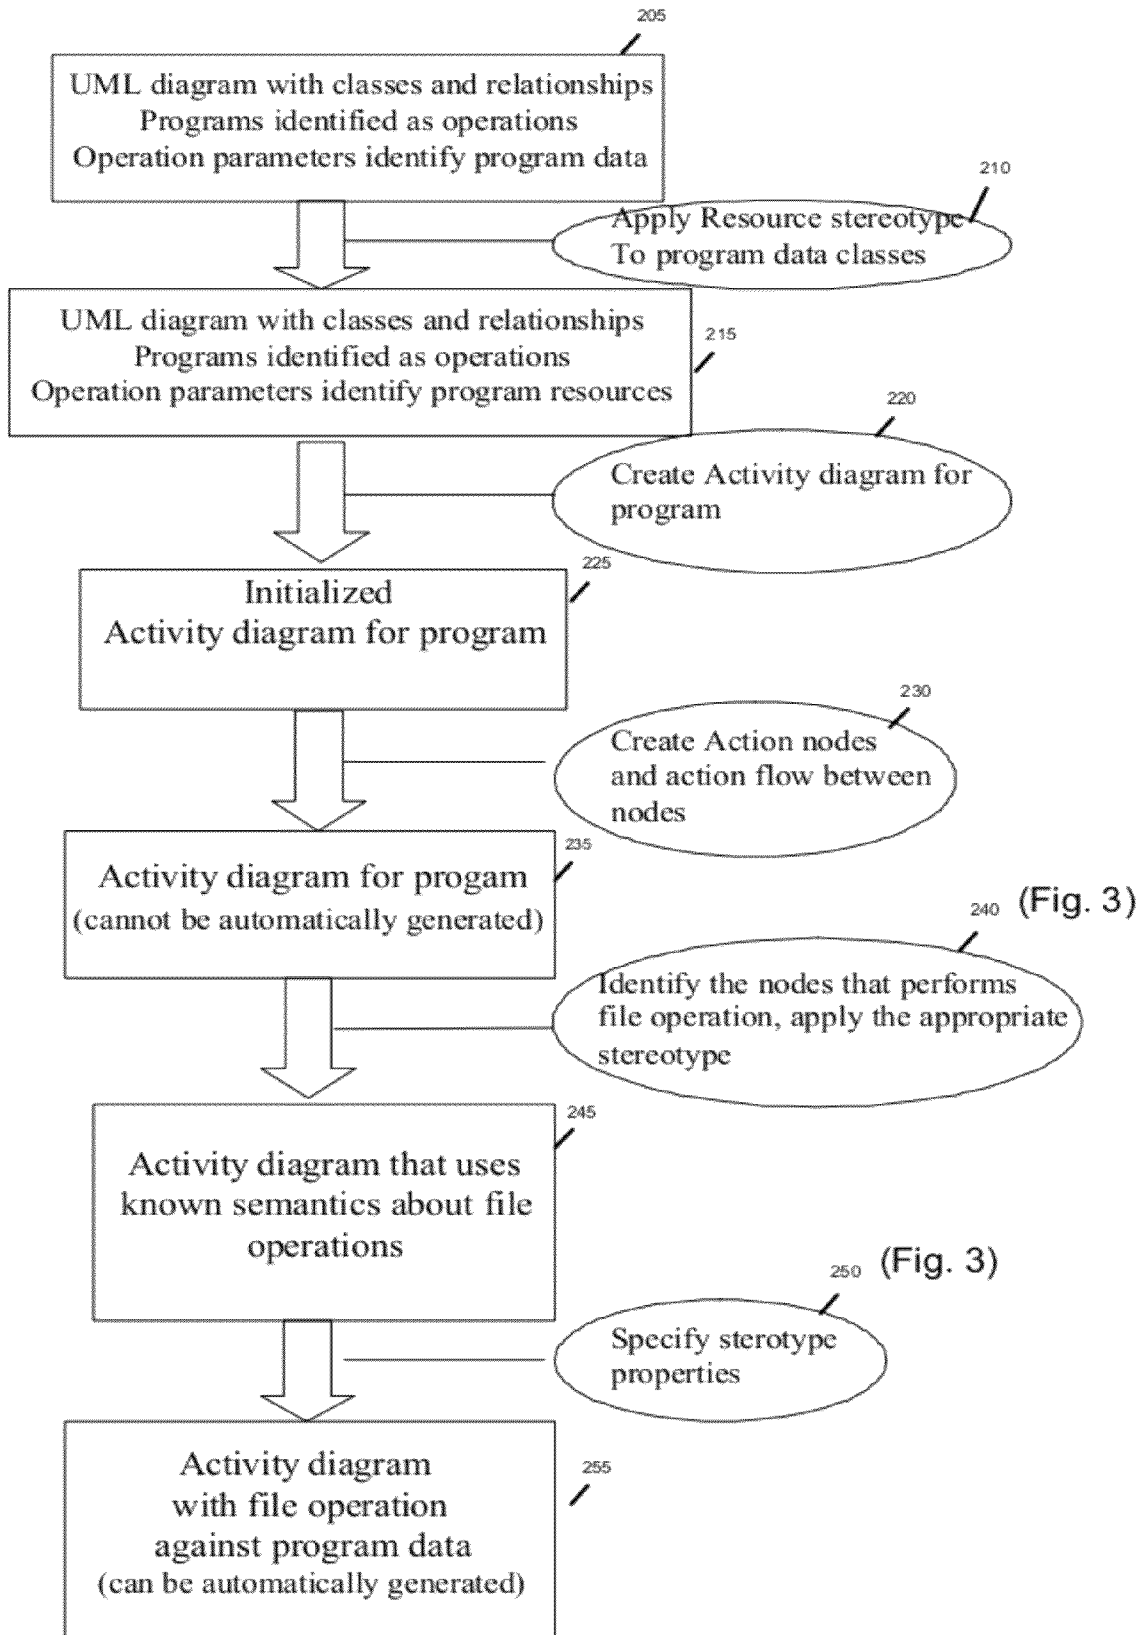 205
UML diagram with classes and relationships
Programs identified as operations
Operation parameters identify program data
210
Apply Resource stereotype
To program data classes
UML diagram with classes and relationships
Programs identified as operations
Operation parameters identify program resources
215
220
Create Activity diagram for
program
225
Initialized
Activity diagram for program
230
Create Action nodes
and action flow between
nodes
235
Activity diagram for progam
(cannot be automatically generated)
240 (Fig. 3)
Identify the nodes that performs
file operation, apply the appropriate
stereotype
245
Activity diagram that uses
known semantics about file
operations
250 (Fig. 3)
Specify sterotype
properties
255
Activity diagram
with file operation
against program data
(can be automatically generated)